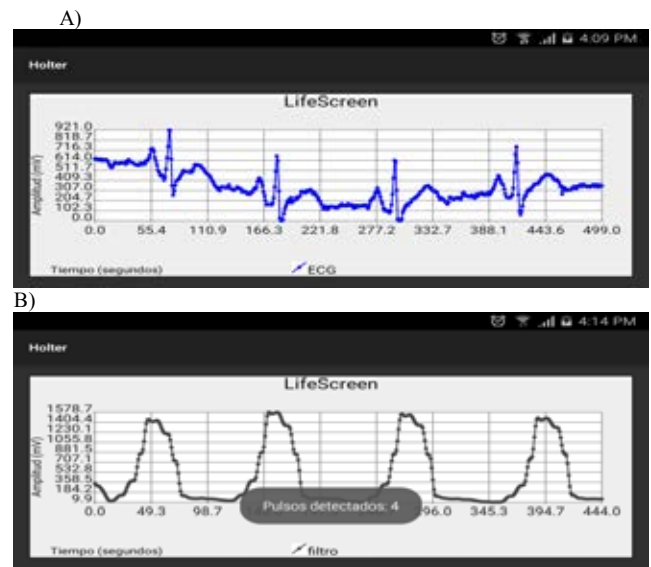 A)
4:09 PM
Holter
LifeScreen
Amplitud (mV)
921.0
818.7
716.3
614.0
511.7
409.3
307.0
204.7
102.3
0.0
0.0 55.4 110.9 166.3 221.8 277.2 332.7 388.1 443.6 499.0
Tiempo (segundos) ECG
B)
4:14 PM
Holter
LifeScreen
Amplitud (mV)
1578.7
1404.4
1230.1
1055.8
881.5
707.1
532.8
358.5
184.2
9.9
0.0 49.3 98.7 296.0 345.3 394.7 444.0
Pulsos detectados: 4
Tiempo (segundos) filtro